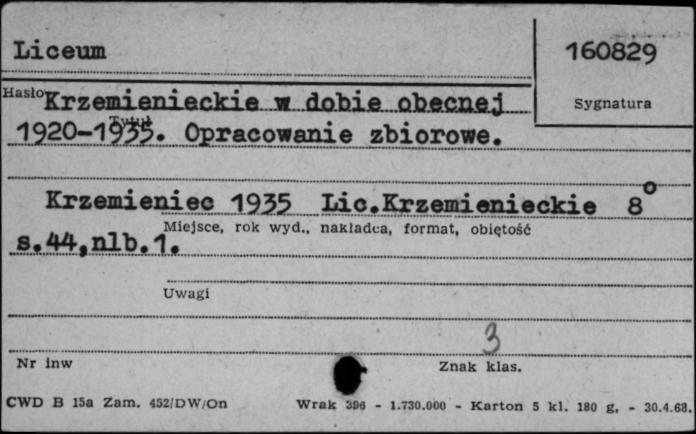 Liceum
160829
Hasło
Sygnatura
Krzemienieckie w dobie obecnej
Tytuł
1920-1935. Opracowanie zbiorowe.
Krzemieniec 1935 Lic.Krzemienieckie 8°
Miejsce, rok wyd., nakładca, format, objętość
s.44,nlb.1.
Uwagi
3
Nr inw
Znak klas.
CWD B 15a Zam. 452/DW/On Wrak 396 - 1.730.000 - Karton 5 kl. 180 g. - 30.4.68.